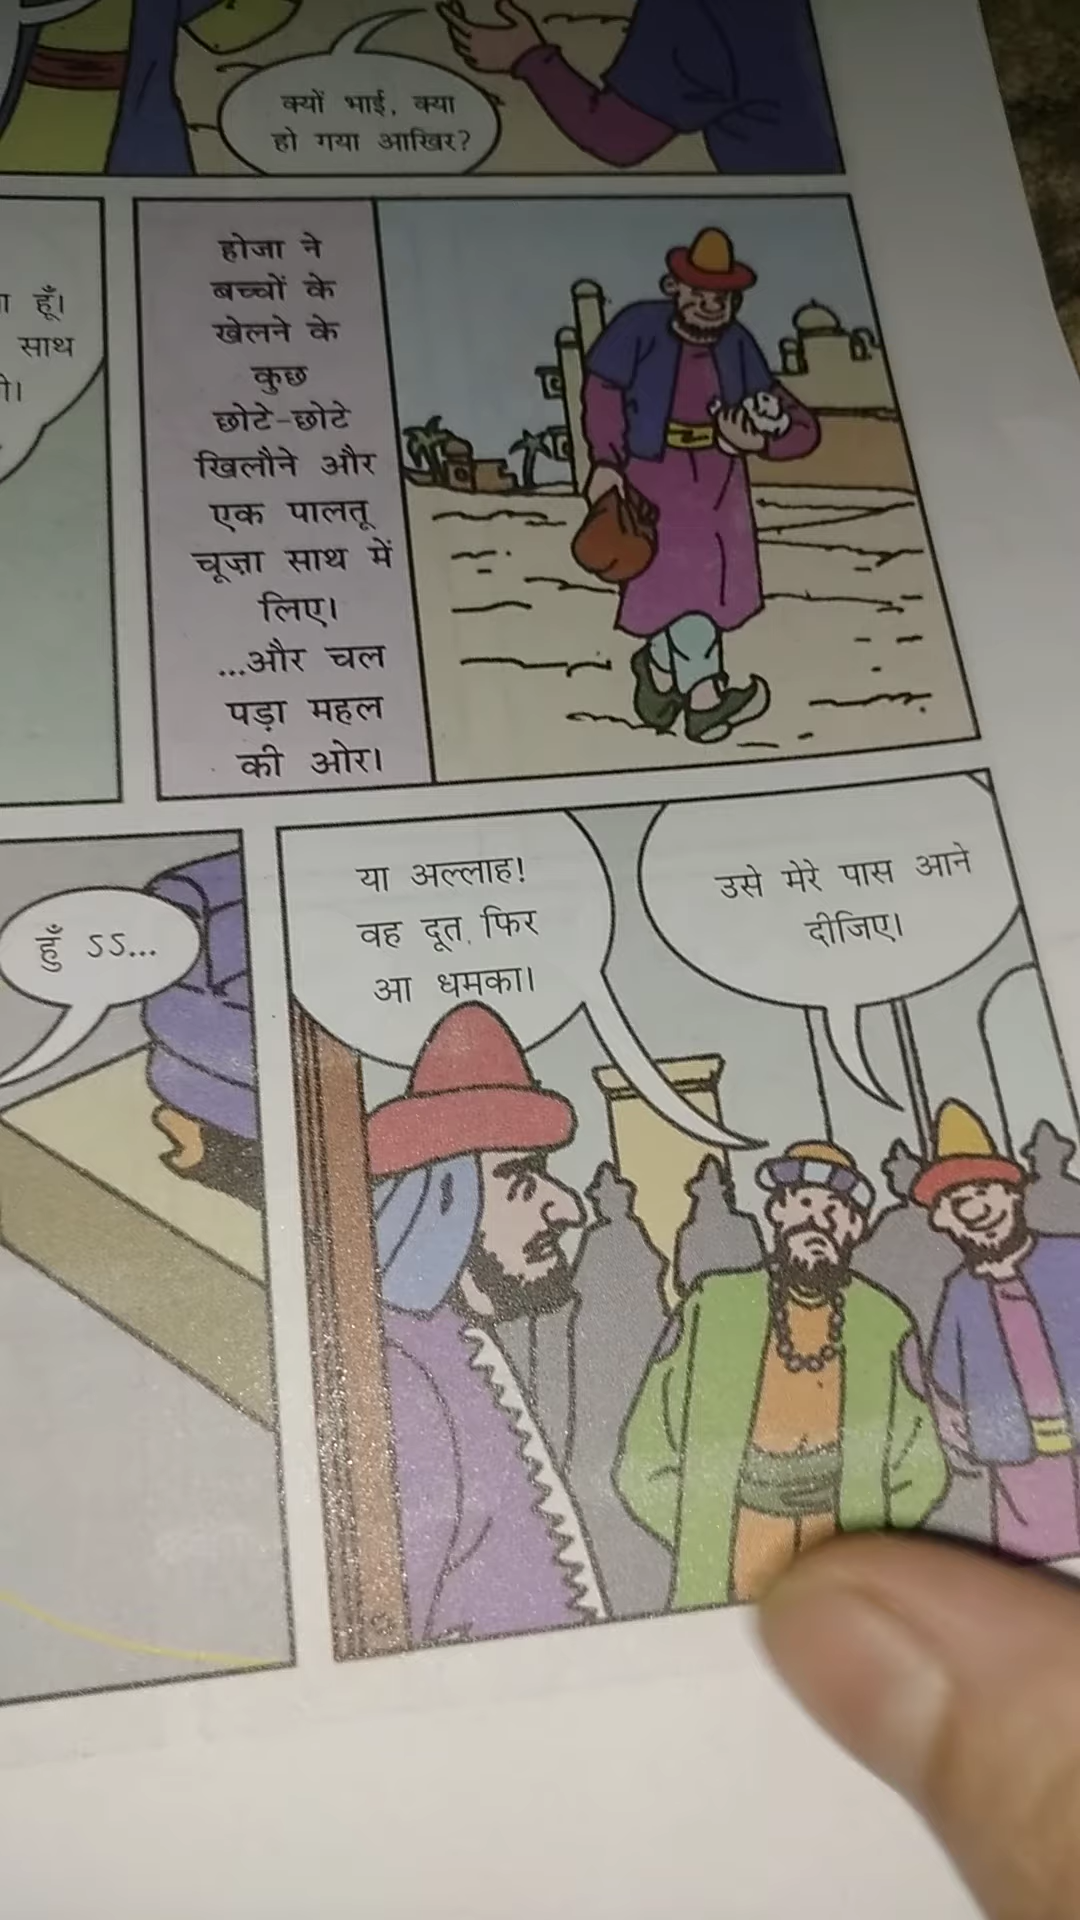 क्यों भाई, क्या
हो गया आखिर?
हूँ।
साथ
होजा ने
बच्चों के
खेलने के
कुछ
छोटे-छोटे
खिलौने और
एक पालतू
चूज़ा साथ में
लिए।
...और चल
पड़ा महल
की ओर।
हुँ ऽऽ...
या अल्लाह!
वह दूत फिर
आ धमका।
उसे मेरे पास आने
दीजिए।